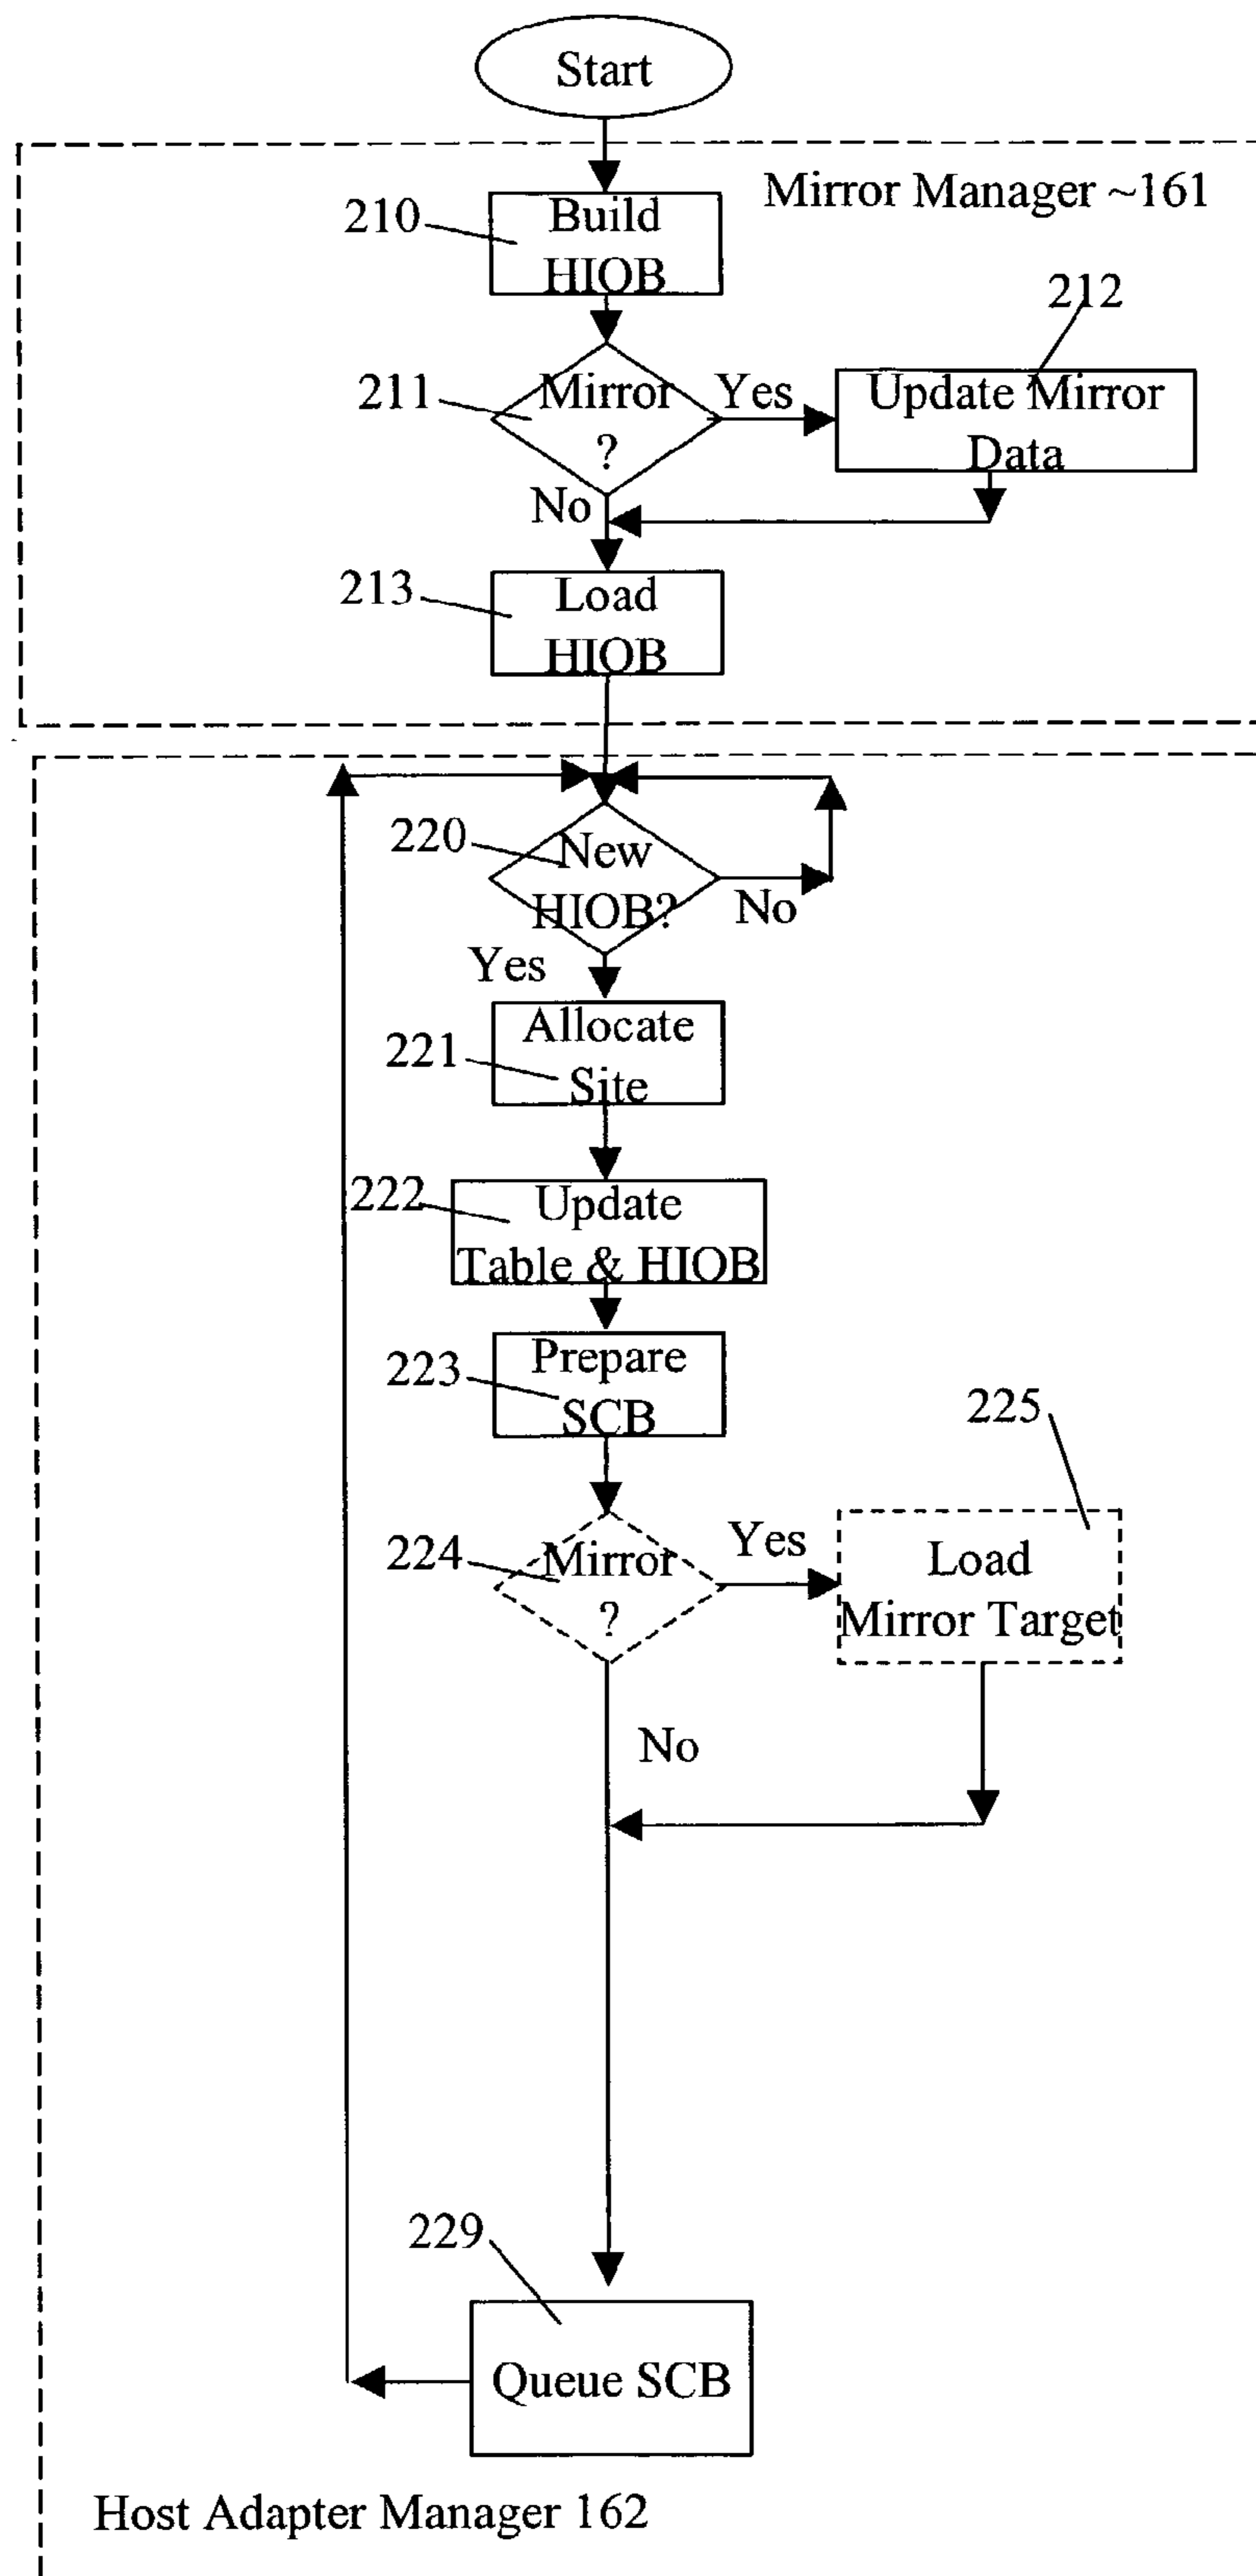 Start
Mirror Manager ~161
210
Build
HIOB
212
211
Mirror
?
Yes
Update Mirror
Data
No
213
Load
HIOB
220
New
HIOB?
No
Yes
221
Allocate
Site
222
Update
Table & HIOB
223
Prepare
SCB
225
224
Mirror
?
Yes
Load
Mirror Target
No
229
Queue SCB
Host Adapter Manager 162